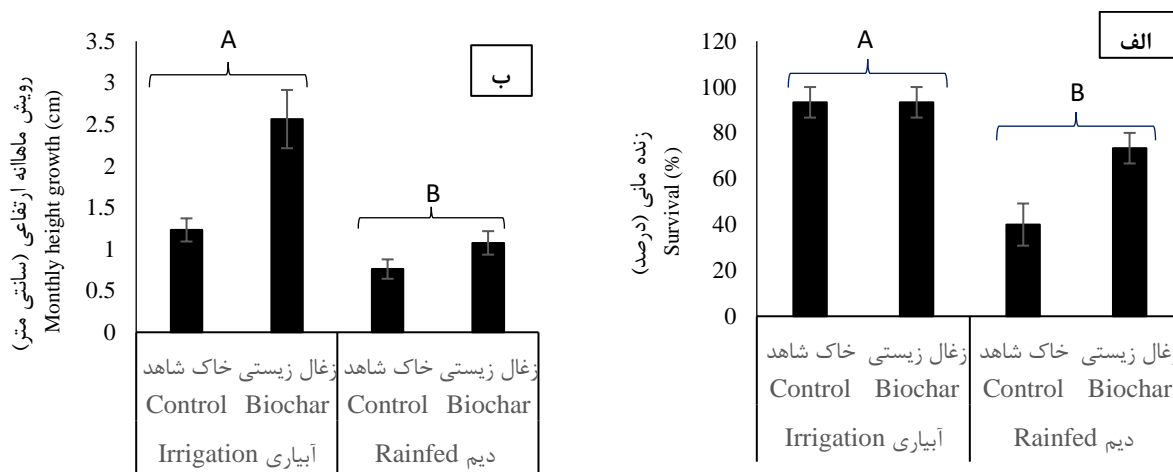 ب
A
B
3.5
3
2.5
2
1.5
1
0.5
0
رویش ماهانه ارتفاعی (سانتی متر)
Monthly height growth (cm)
خاک شاهد زغال زیستی خاک شاهد زغال زیستی
Control Biochar Control Biochar
Irrigation آبیاری Rainfed دیم
الف
A
B
120
100
80
60
40
20
0
زنده مانی (درصد)
Survival (%)
خاک شاهد زغال زیستی خاک شاهد زغال زیستی
Control Biochar Control Biochar
Irrigation آبیاری Rainfed دیم